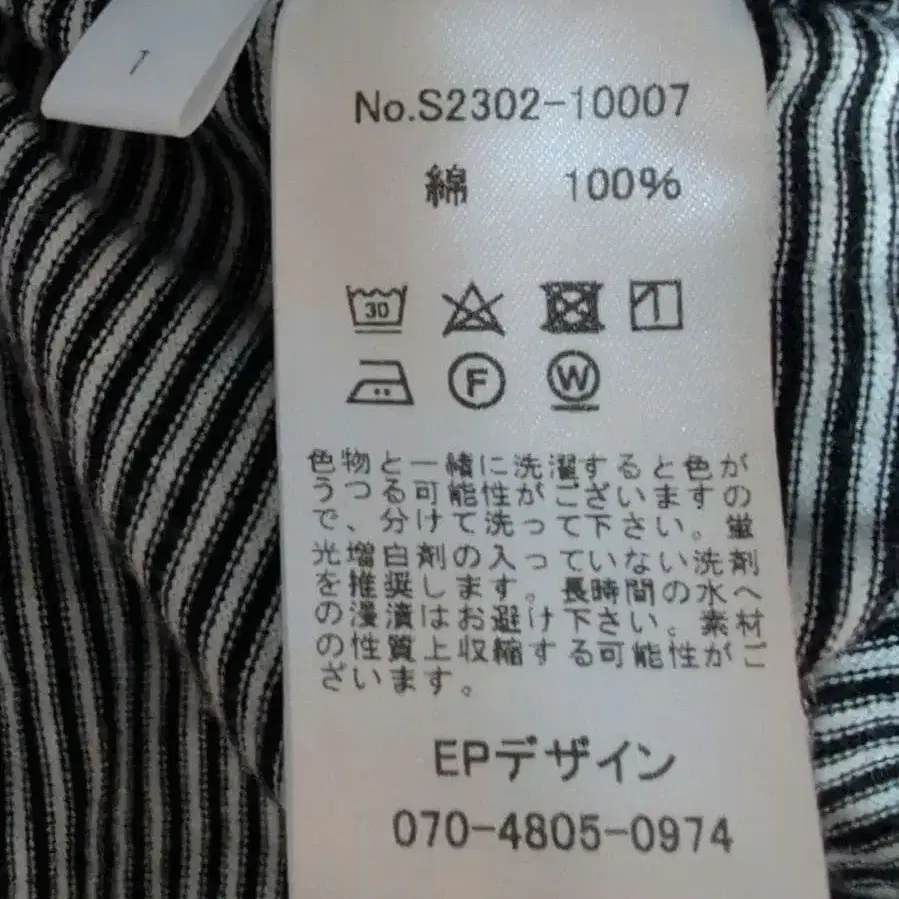 1
No.S2302-10007
綿 100%
30
F W
色物と一緒に洗濯すると色が
うつる可能性がございますの
で、分けて洗って下さい。蛍
光増白剤の入っていない洗剤
を推奨します。長時間の水へ
の浸漬はお避け下さい。素材
の性質上収縮する可能性がご
ざいます。
EPデザイン
070-4805-0974